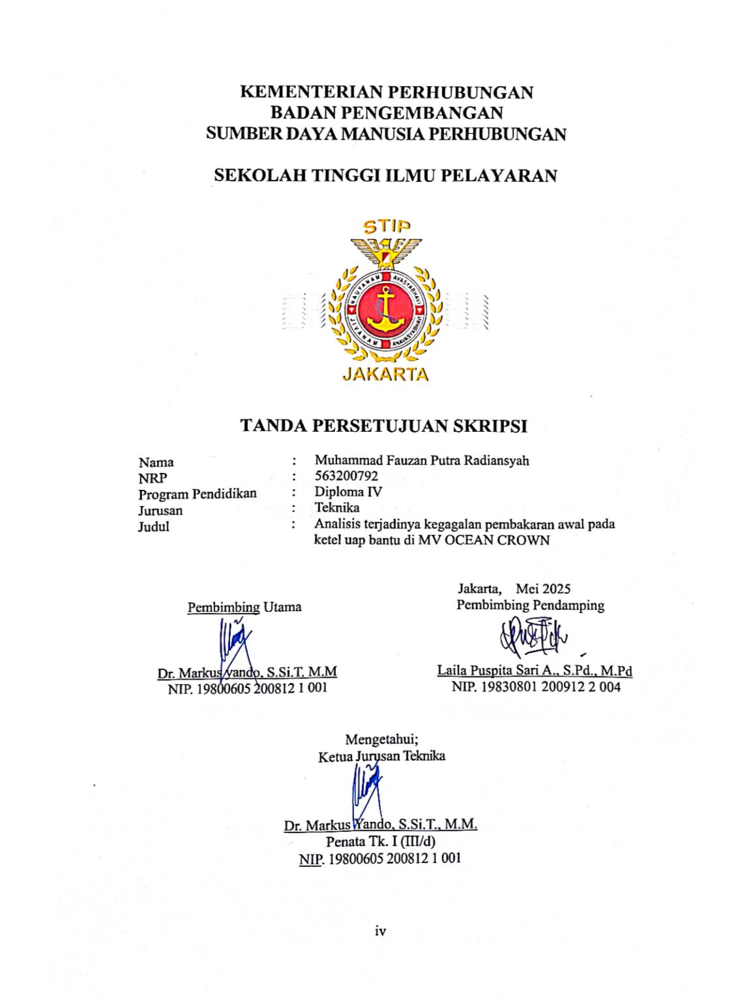 KEMENTERIAN PERHUBUNGAN
BADAN PENGEMBANGAN
SUMBER DAYA MANUSIA PERHUBUNGAN
SEKOLAH TINGGI ILMU PELAYARAN
STIP
NAUYANAM AVASYABHAVI
JIVANAM ANAVASYABHAVI
JAKARTA
TANDA PERSETUJUAN SKRIPSI
Nama : Muhammad Fauzan Putra Radiansyah
NRP : 563200792
Program Pendidikan : Diploma IV
Jurusan : Teknika
Judul : Analisis terjadinya kegagalan pembakaran awal pada
ketel uap bantu di MV OCEAN CROWN
Jakarta, Mei 2025
Pembimbing Utama Pembimbing Pendamping
Dr. Markus yando, S.Si.T, M.M Laila Puspita Sari A., S.Pd., M.Pd
NIP. 19800605 200812 1 001 NIP. 19830801 200912 2 004
Mengetahui;
Ketua Jurusan Teknika
Dr. Markus Yando, S.Si.T., M.M.
Penata Tk. I (III/d)
NIP. 19800605 200812 1 001
iv